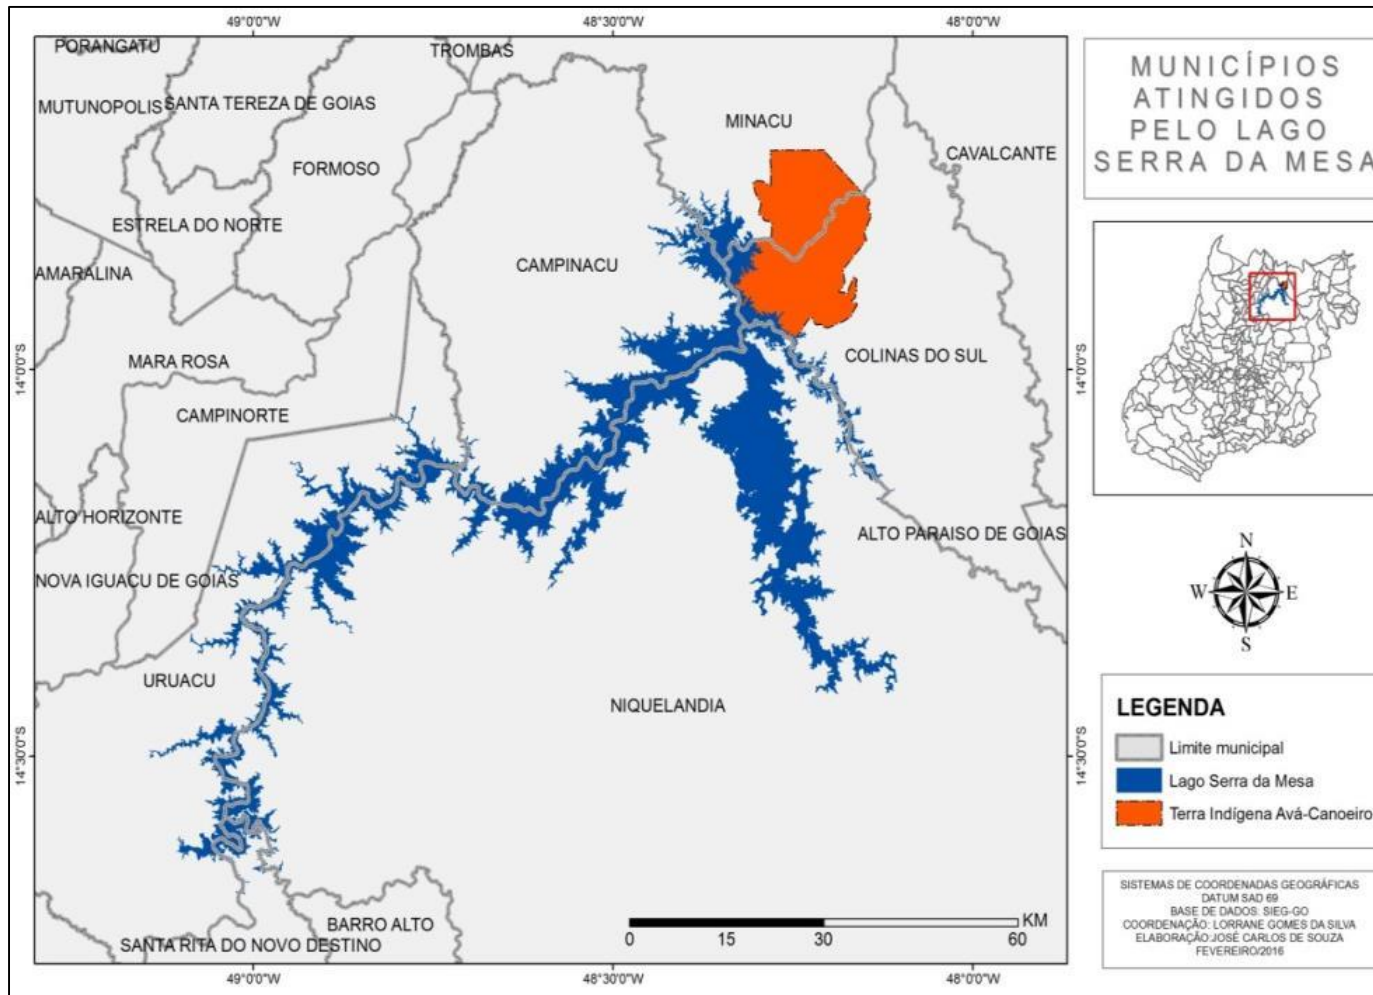 49°0'0"W
48°30'0"W
48°0'0"W
PORANGATU
TROMBAS
MUTUNOPOLIS
SANTA TEREZA DE GOIAS
MINACU
FORMOSO
CAVALCANTE
ESTRELA DO NORTE
AMARALINA
CAMPINACU
14°0'0"S
14°0'0"S
MARA ROSA
COLINAS DO SUL
CAMPINORTE
ALTO HORIZONTE
ALTO PARAISO DE GOIAS
NOVA IGUACU DE GOIAS
URUACU
NIQUELANDIA
14°30'0"S
14°30'0"S
BARRO ALTO
SANTA RITA DO NOVO DESTINO
KM
0 15 30 60
49°0'0"W
48°30'0"W
48°0'0"W
MUNICÍPIOS
ATINGIDOS
PELO LAGO
SERRA DA MESA
N
W E
S
LEGENDA
Limite municipal
Lago Serra da Mesa
Terra Indígena Avá-Canoeiro
SISTEMAS DE COORDENADAS GEOGRÁFICAS
DATUM SAD 69
BASE DE DADOS: SIEG-GO
COORDENAÇÃO: LORRANE GOMES DA SILVA
ELABORAÇÃO:JOSÉ CARLOS DE SOUZA
FEVEREIRO/2016